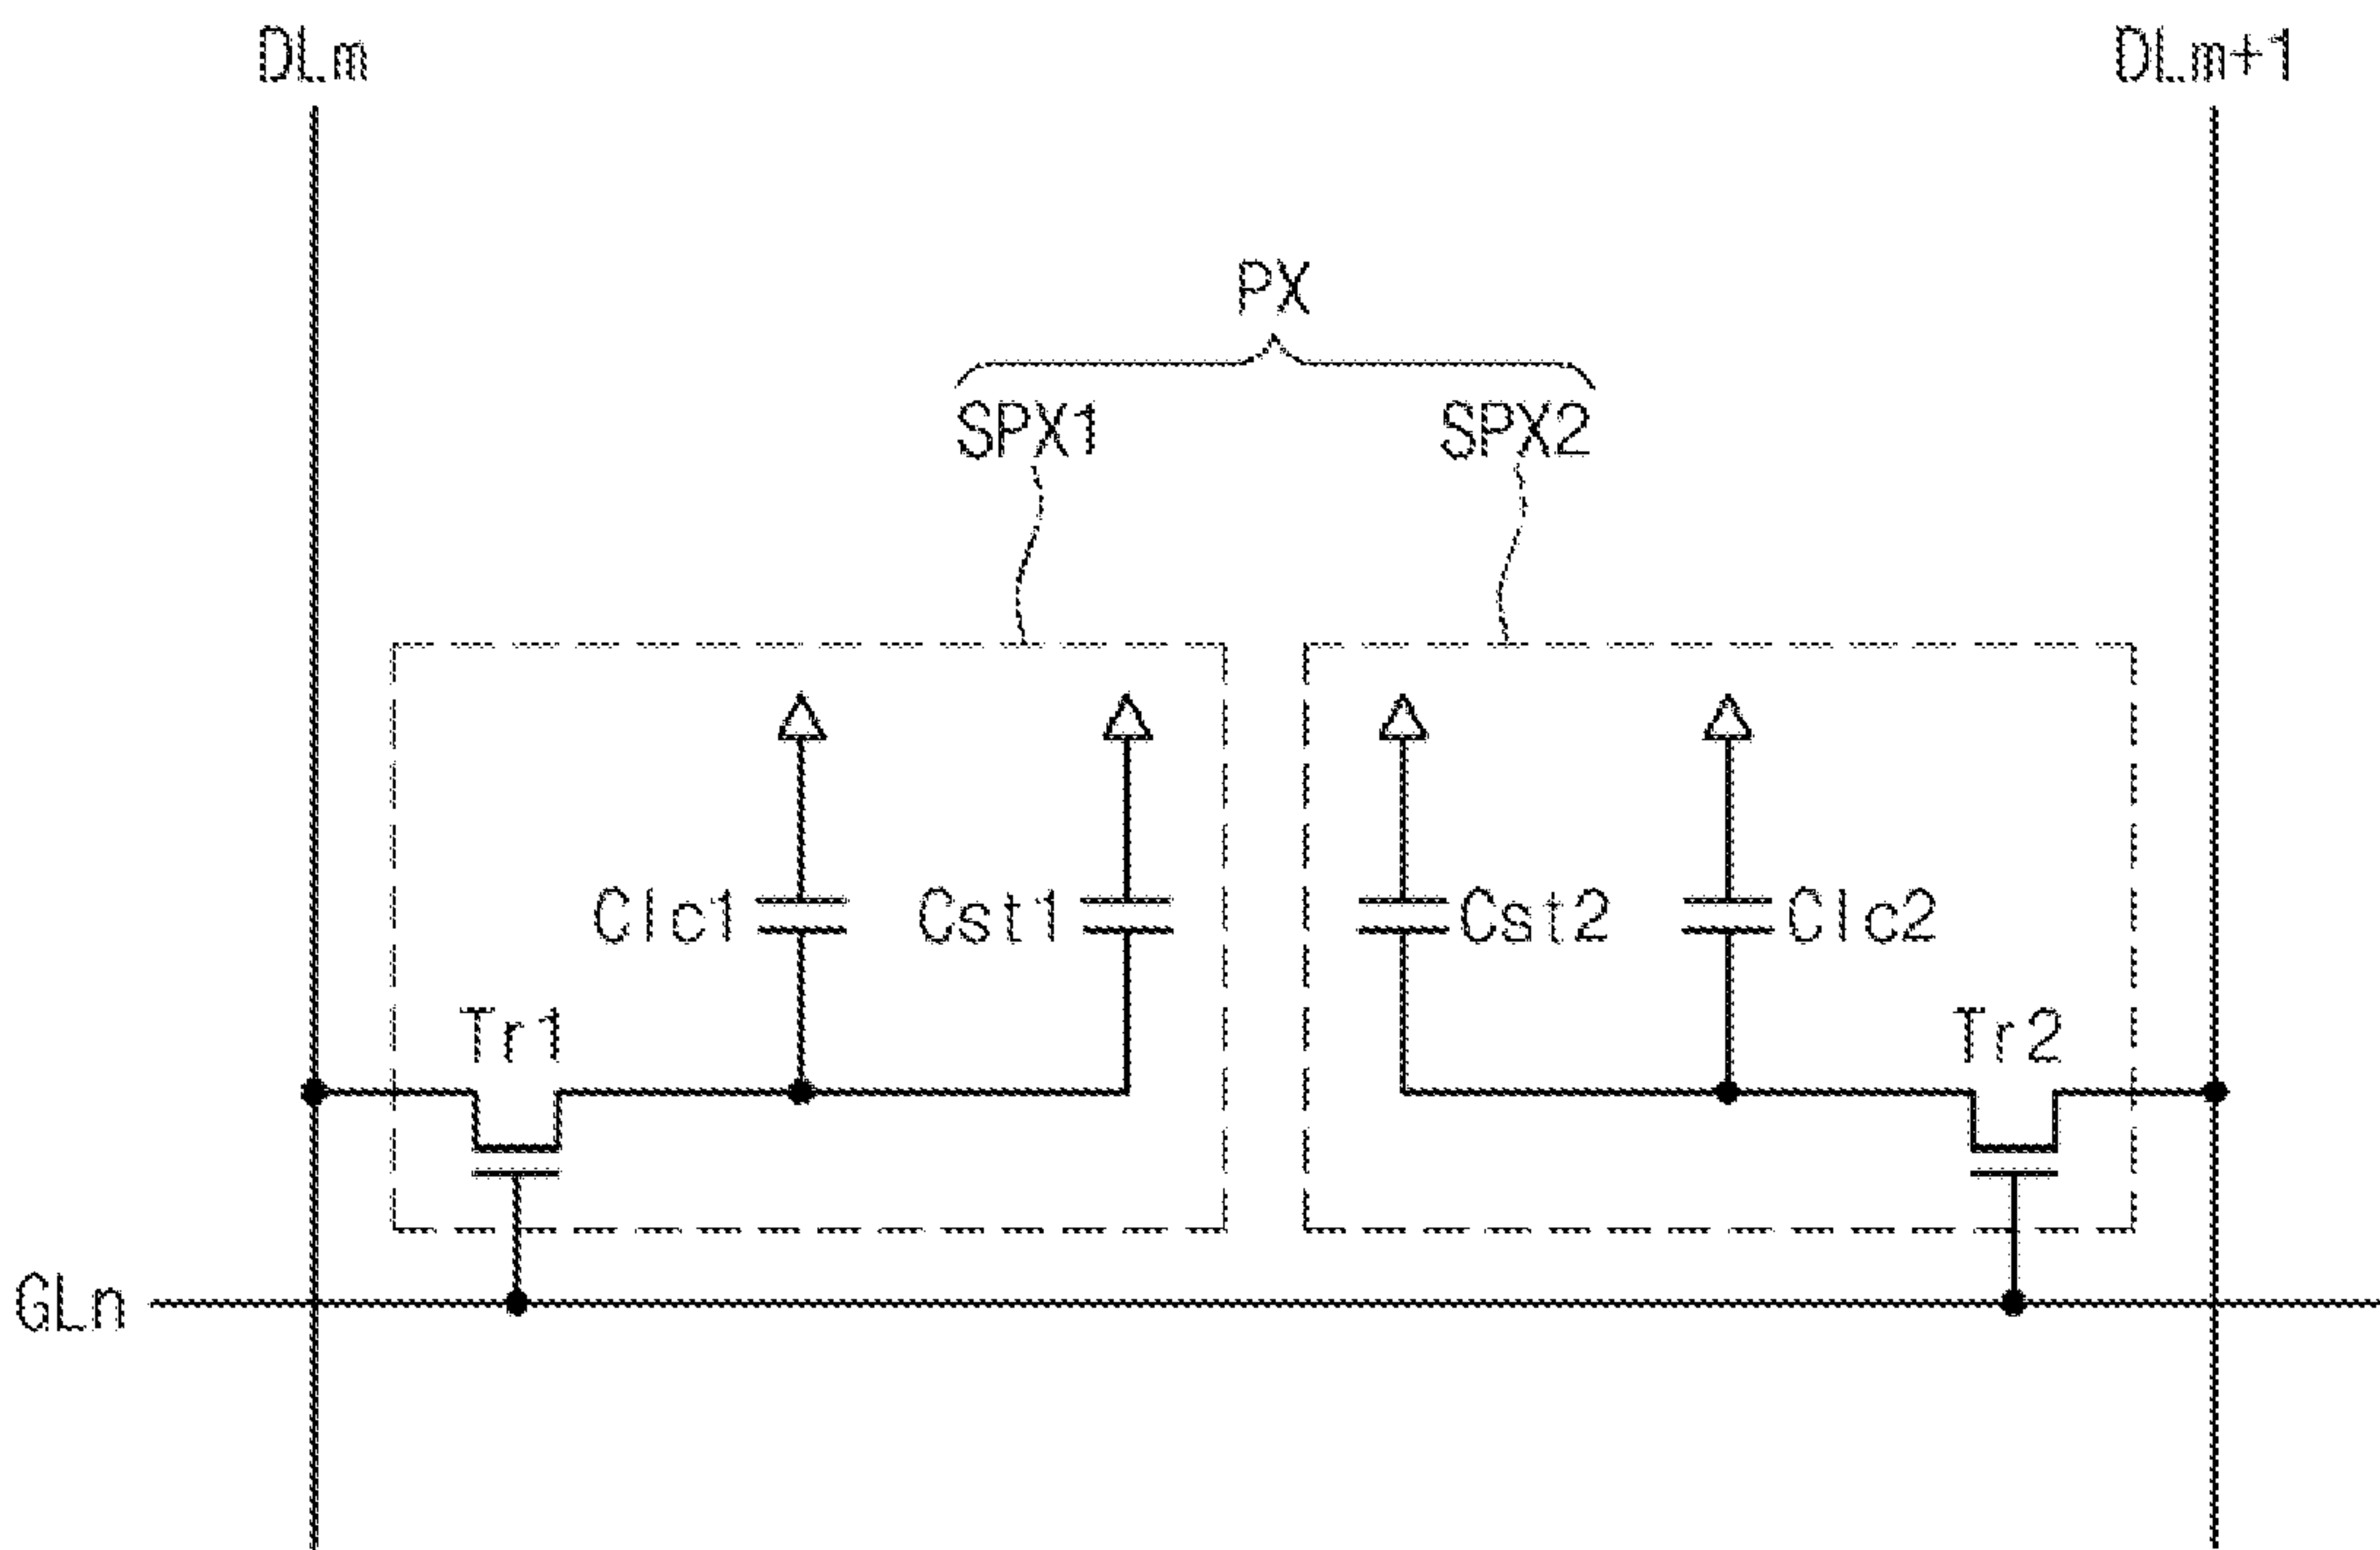 DLm DLm+1
PX
SPX1 SPX2
Clc1 Cst1 Cst2 Clc2
Tr1 Tr2
GLn